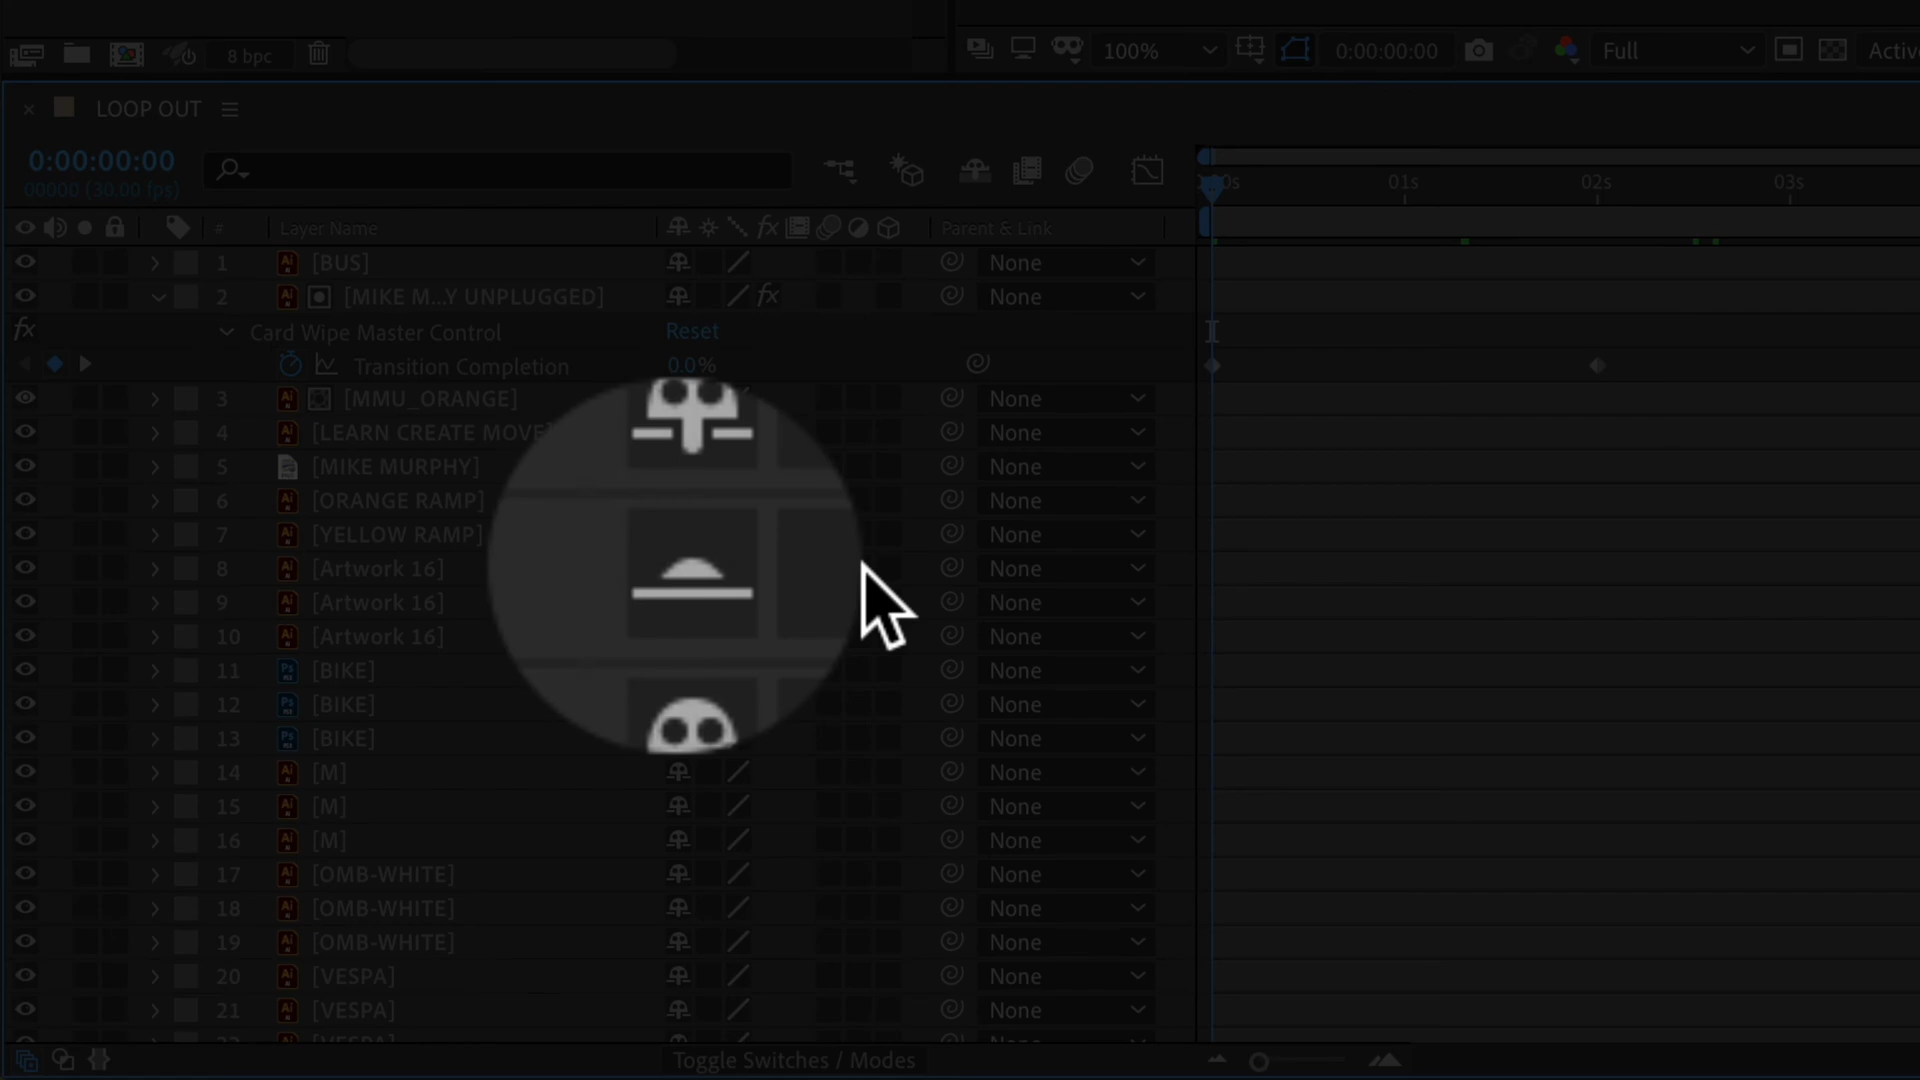 8 bpc
100%
0:00:00:00
Full
LOOP OUT
0:00:00:00
00000 (30.00 fps)
01s
02s
03s
#
Layer Name
fx
Parent & Link
1 [BUS] None
2 [MIKE M...Y UNPLUGGED] fx None
fx Card Wipe Master Control Reset
Transition Completion 0.0%
3 [MMU_ORANGE] None
4 [LEARN CREATE MOVE None
5 [MIKE MURPHY] None
6 [ORANGE RAMP] None
7 [YELLOW RAMP] None
8 [Artwork 16] None
9 [Artwork 16] None
10 [Artwork 16] None
11 [BIKE] None
12 [BIKE] None
13 [BIKE] None
14 [M] None
15 [M] None
16 [M] None
17 [OMB-WHITE] None
18 [OMB-WHITE] None
19 [OMB-WHITE] None
20 [VESPA] None
21 [VESPA] None
Toggle Switches / Modes